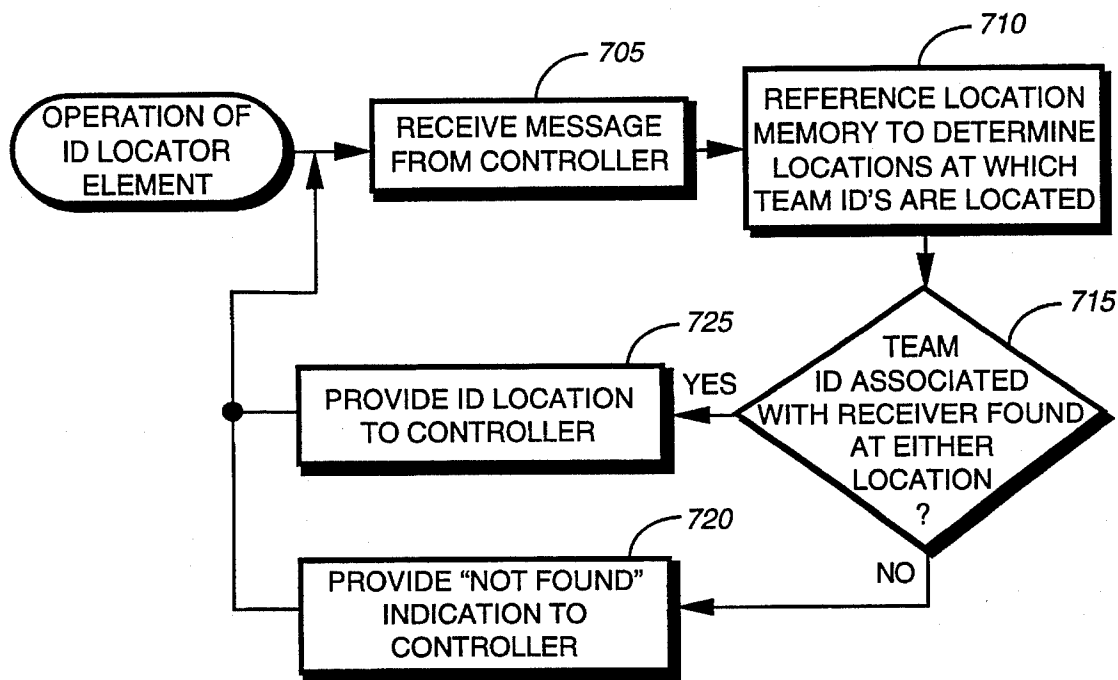 OPERATION OF
ID LOCATOR
ELEMENT
705
RECEIVE MESSAGE
FROM CONTROLLER
710
REFERENCE LOCATION
MEMORY TO DETERMINE
LOCATIONS AT WHICH
TEAM ID'S ARE LOCATED
715
TEAM
ID ASSOCIATED
WITH RECEIVER FOUND
AT EITHER
LOCATION
?
YES
725
PROVIDE ID LOCATION
TO CONTROLLER
NO
720
PROVIDE “NOT FOUND”
INDICATION TO
CONTROLLER